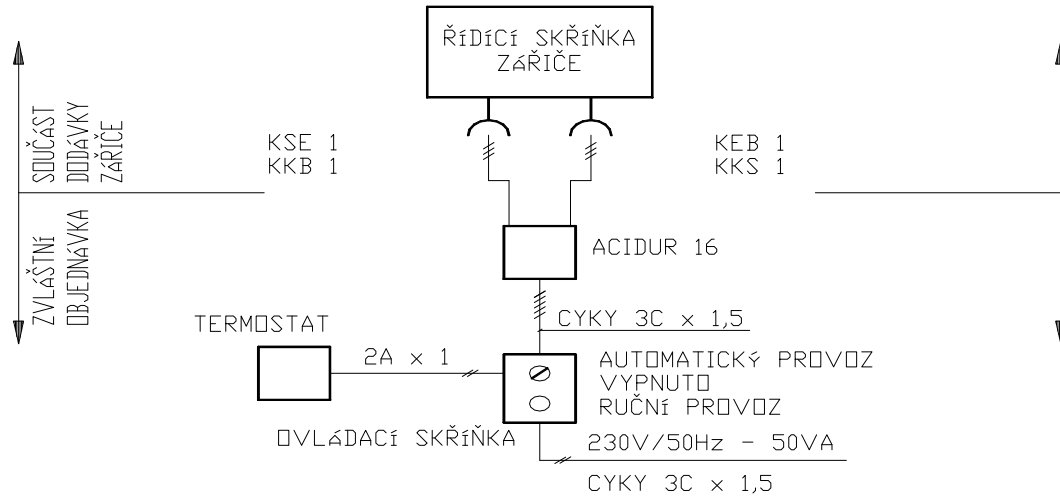 ŘÍDÍCÍ SKŘÍŇKA
ZÁŘIČE
SOUČÁST
DODÁVKY
ZÁŘIČE
KSE 1
KKB 1
KEB 1
KKS 1
ZVLÁŠTNÍ
OBJEDNÁVKA
ACIDUR 16
CYKY 3C x 1,5
TERMOSTAT
2A x 1
AUTOMATICKÝ PROVOZ
VYPNUTO
RUČNÍ PROVOZ
OVLÁDACÍ SKŘÍŇKA
230V/50Hz - 50VA
CYKY 3C x 1,5